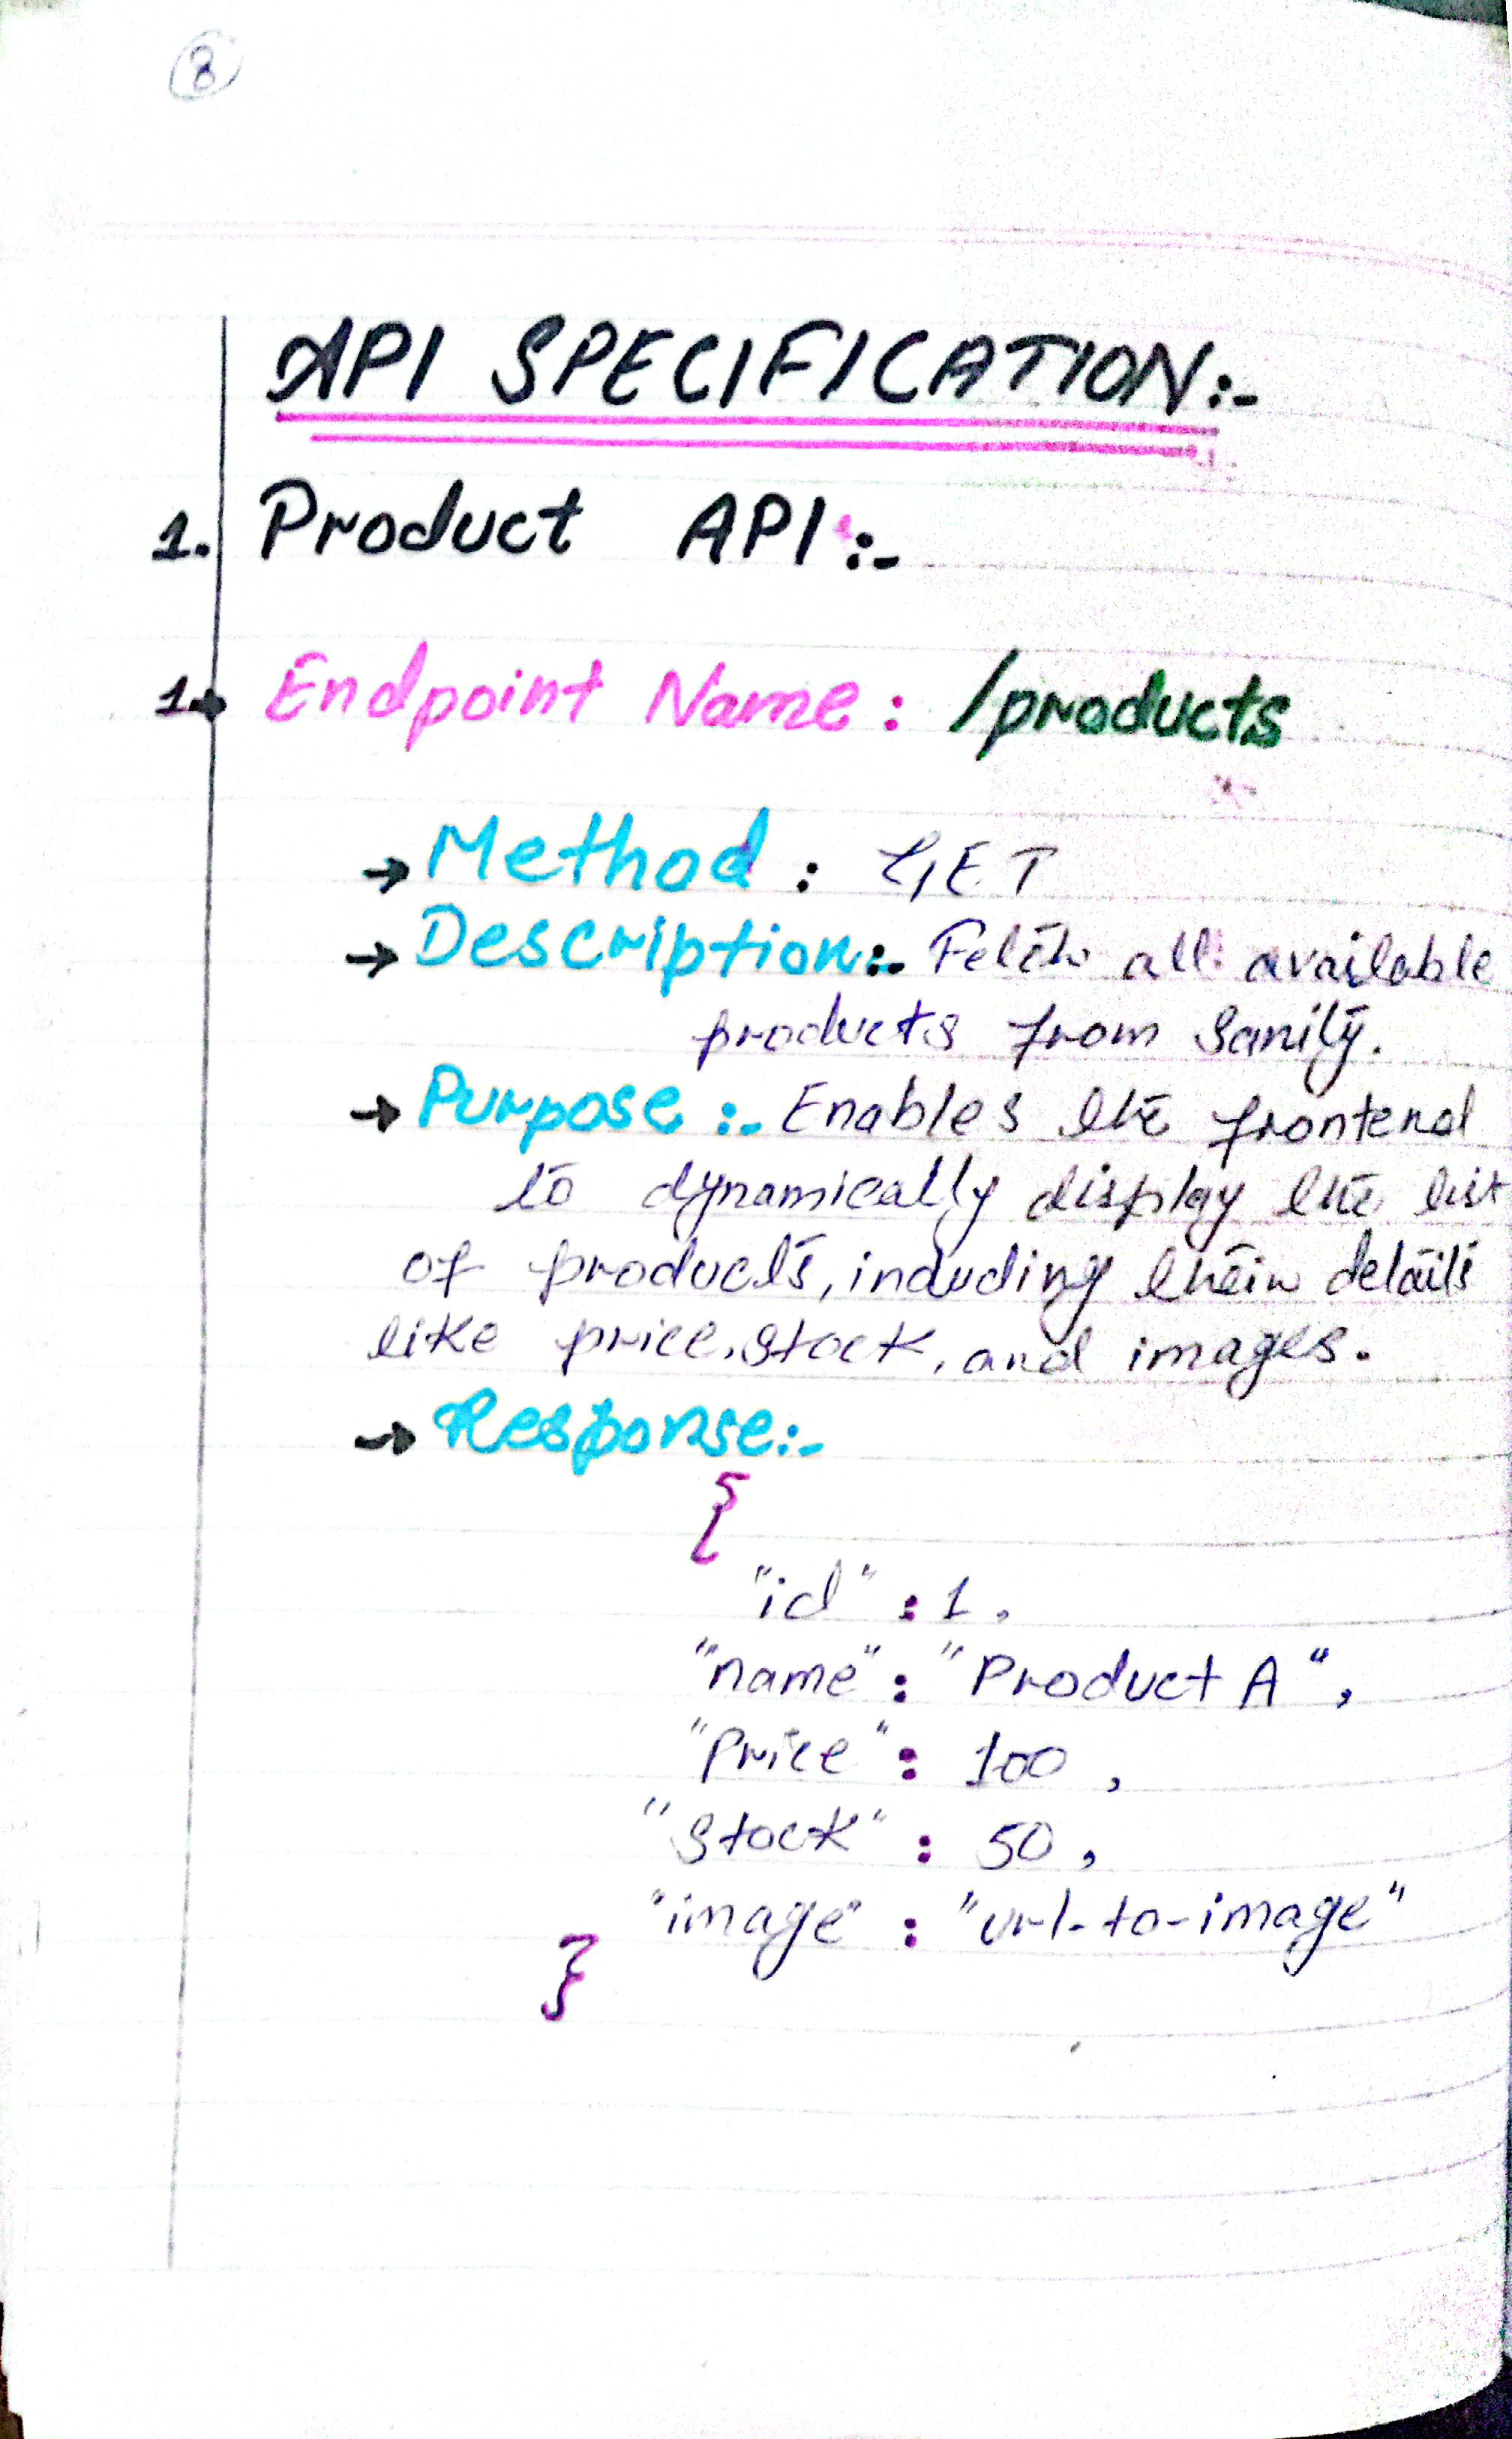 8
API SPECIFICATION:-
1. Product API:-
1. Endpoint Name: /products
→ Method: GET
→ Description:- Fetch all available
products from Sanity.
→ Purpose:- Enables the frontend
to dynamically display the list
of products, including their details
like price, stock, and images.
→ Response:-
{
"id": 1,
"name": "Product A",
"Price": 100,
"Stock": 50,
"image": "url-to-image"
}